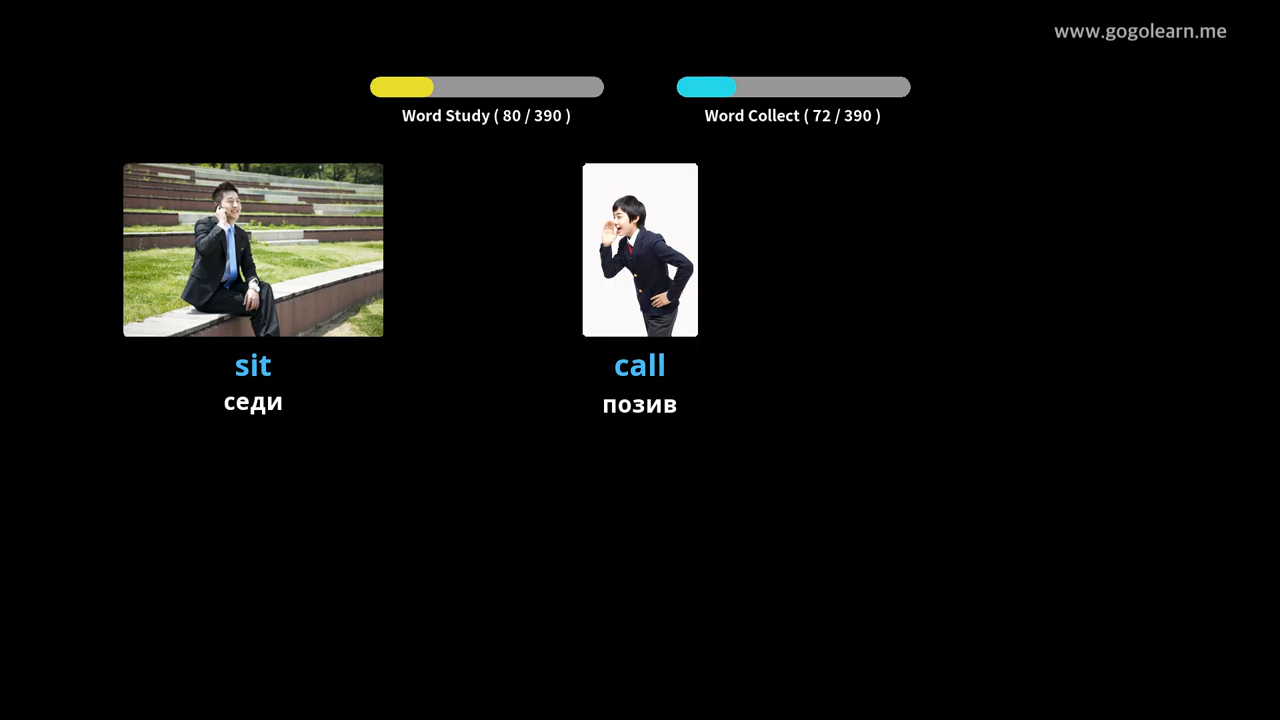 www.gogolearn.me
Word Study ( 80 / 390 )
Word Collect ( 72 / 390 )
sit
седи
call
позив